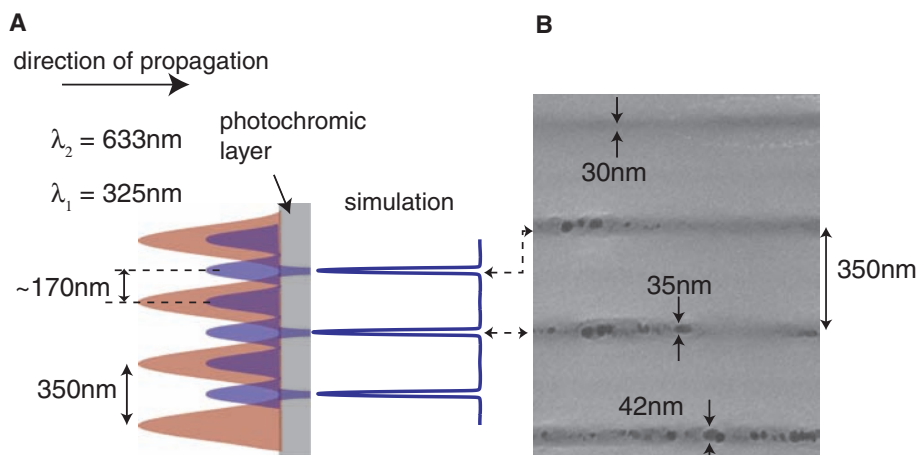 A
direction of propagation
λ2 = 633nm
λ1 = 325nm
photochromic
layer
simulation
~170nm
350nm
B
30nm
350nm
35nm
42nm